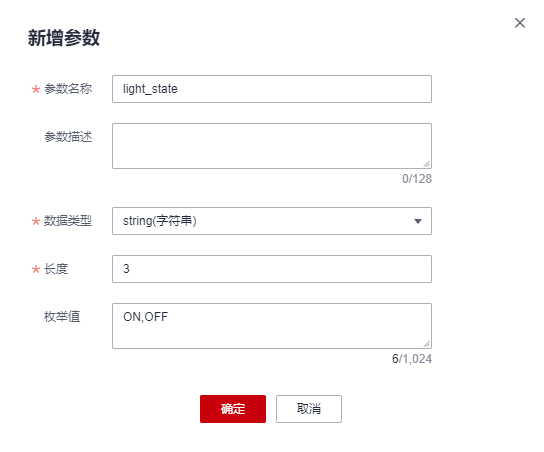 新增参数
* 参数名称 light_state
参数描述
0/128
* 数据类型 string(字符串)
* 长度 3
枚举值 ON,OFF
6/1,024
确定 取消